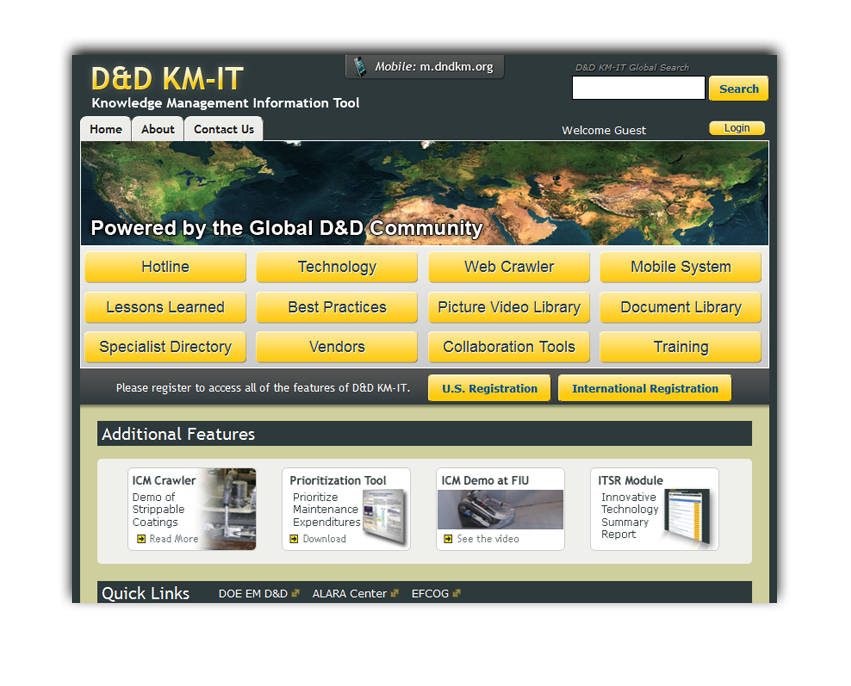 D&D KM-IT
Knowledge Management Information Tool
Mobile: m.dndkm.org
D&D KM-IT Global Search
Search
Home About Contact Us
Welcome Guest
Login
Powered by the Global D&D Community
Hotline Technology Web Crawler Mobile System
Lessons Learned Best Practices Picture Video Library Document Library
Specialist Directory Vendors Collaboration Tools Training
Please register to access all of the features of D&D KM-IT.
U.S. Registration International Registration
Additional Features
ICM Crawler
Demo of
Strippable
Coatings
Read More
Prioritization Tool
Prioritize
Maintenance
Expenditures
Download
ICM Demo at FIU
See the video
ITSR Module
Innovative
Technology
Summary
Report
Quick Links DOE EM D&D ALARA Center EFCOG